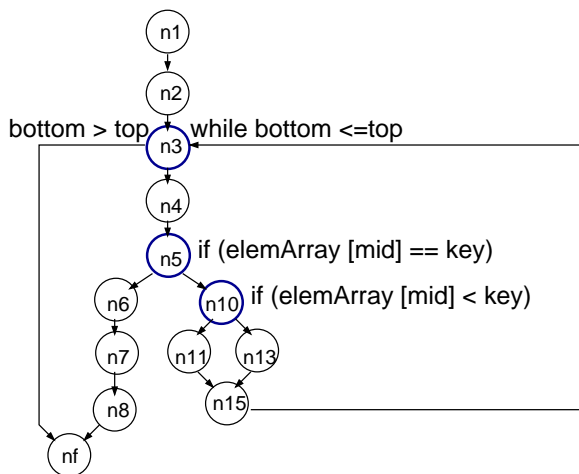 n1
n2
bottom > top
while bottom <=top
n3
n4
n5
if (elemArray [mid] == key)
n6
n10
if (elemArray [mid] < key)
n7
n11
n13
n8
n15
nf